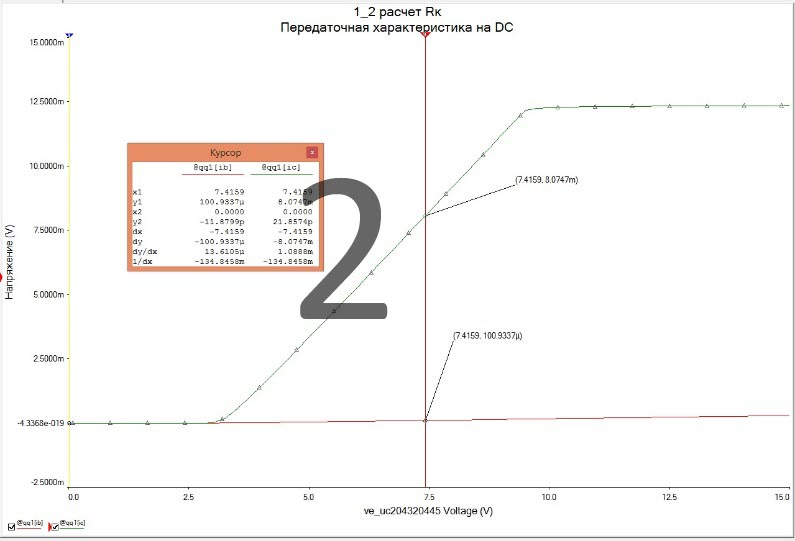 1_2 расчет Rк
Передаточная характеристика на DC
15.0000m
12.5000m
10.0000m
7.5000m
5.0000m
2.5000m
-4.3368e-019
-2.5000m
Напряжение (V)
Курсор
@qq1[ib] @qq1[ic]
x1 7.4159 7.4159
y1 100.9337µ 8.0747m
x2 0.0000 0.0000
y2 -11.8799p 21.8574p
dx -7.4159 -7.4159
dy -100.9337µ -8.0747m
dy/dx 13.6105µ 1.0888m
1/dx -134.8458m -134.8458m
2
(7.4159, 8.0747m)
(7.4159, 100.9337µ)
0.0 2.5 5.0 7.5 10.0 12.5 15.0
ve_uc204320445 Voltage (V)
@qq1[ib] @qq1[ic]